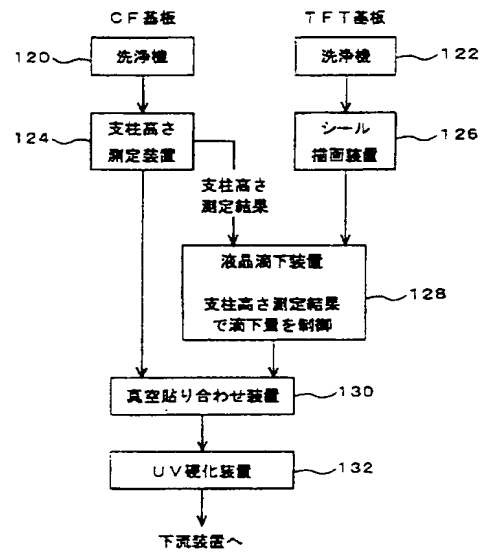 CF基板
TFT基板
120
洗浄機
洗浄機
122
124
支柱高さ
測定装置
シール
描画装置
126
支柱高さ
測定結果
液晶滴下装置
支柱高さ測定結果
で滴下量を制御
128
真空貼り合わせ装置
130
UV硬化装置
132
下流装置へ